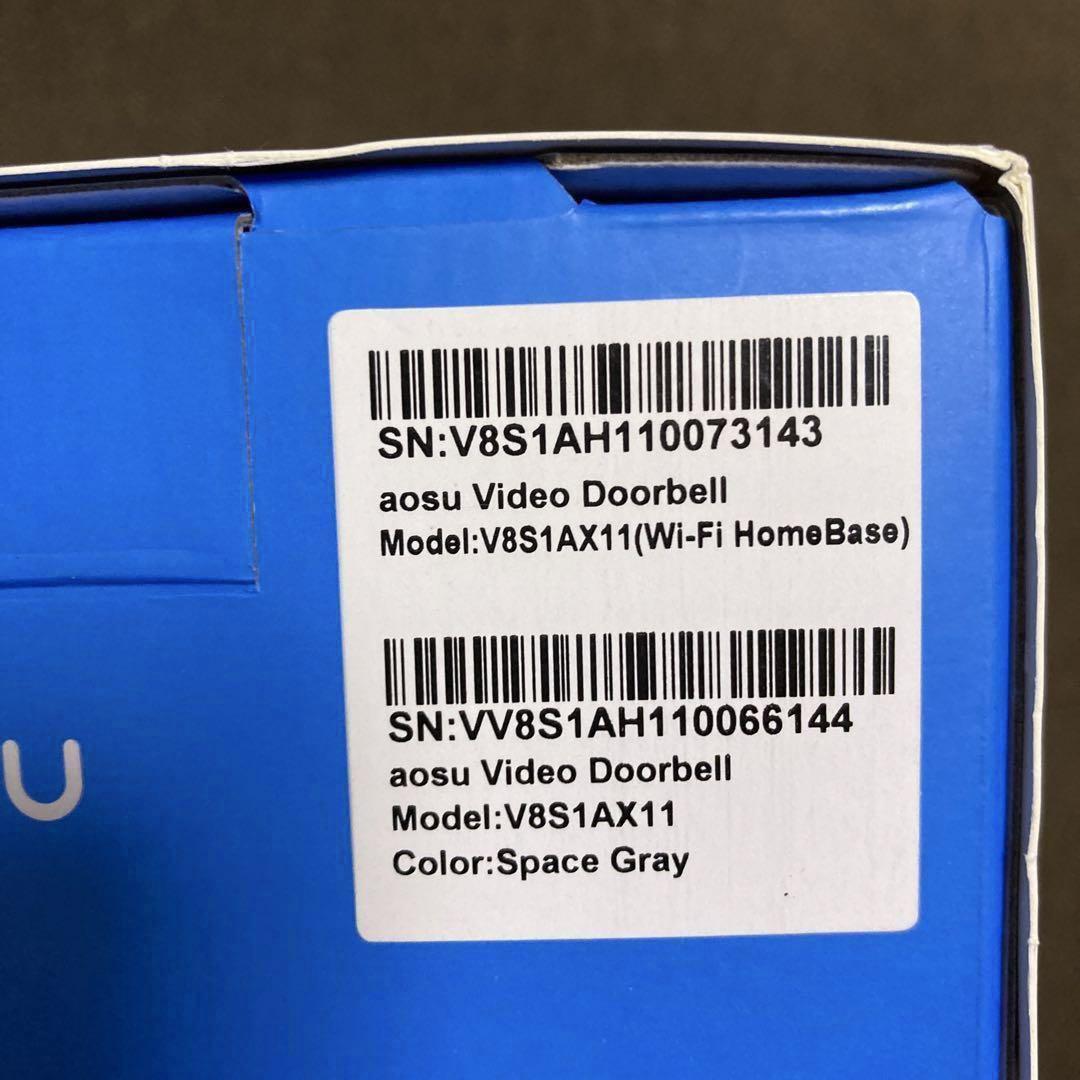 SN:V8S1AH110073143
aosu Video Doorbell
Model:V8S1AX11(Wi-Fi HomeBase)
SN:VV8S1AH110066144
aosu Video Doorbell
Model:V8S1AX11
Color:Space Gray
U